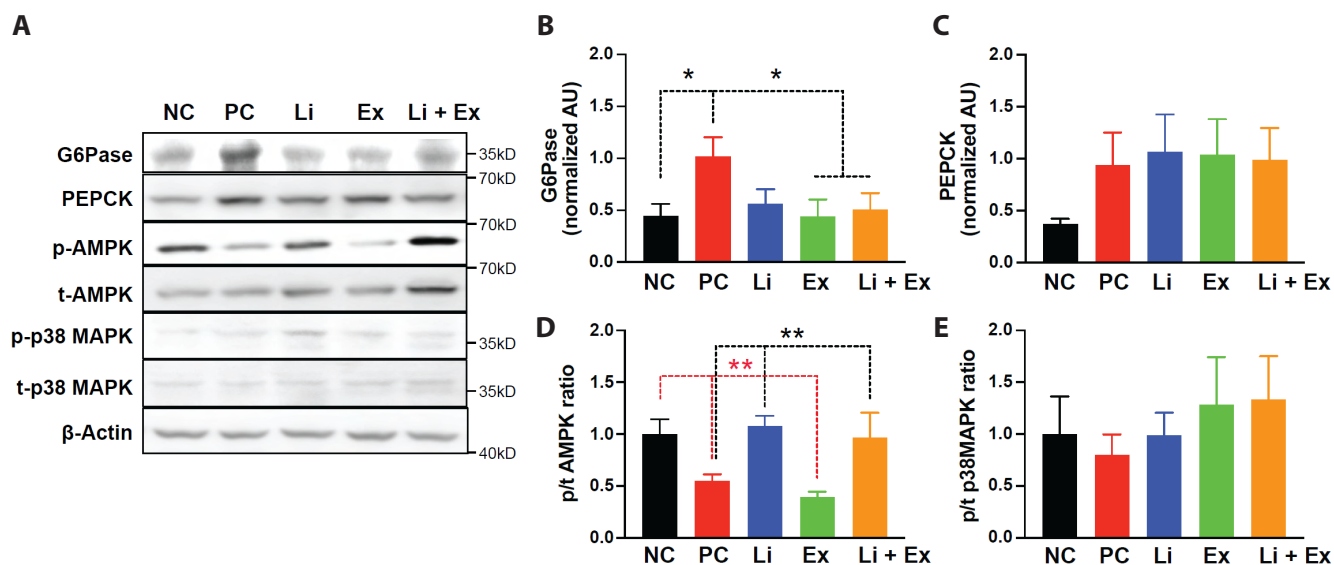 A
NC PC Li Ex Li + Ex
G6Pase
35kD
70kD
PEPCK
70kD
p-AMPK
70kD
t-AMPK
p-p38 MAPK
35kD
t-p38 MAPK
35kD
β-Actin
40kD
B
G6Pase
(normalized AU)
2.0
1.5
1.0
0.5
0.0
* *
NC PC Li Ex Li + Ex
C
PEPCK
(normalized AU)
2.0
1.5
1.0
0.5
0.0
NC PC Li Ex Li + Ex
D
p/t AMPK ratio
2.0
1.5
1.0
0.5
0.0
**
**
NC PC Li Ex Li + Ex
E
p/t p38MAPK ratio
2.0
1.5
1.0
0.5
0.0
NC PC Li Ex Li + Ex